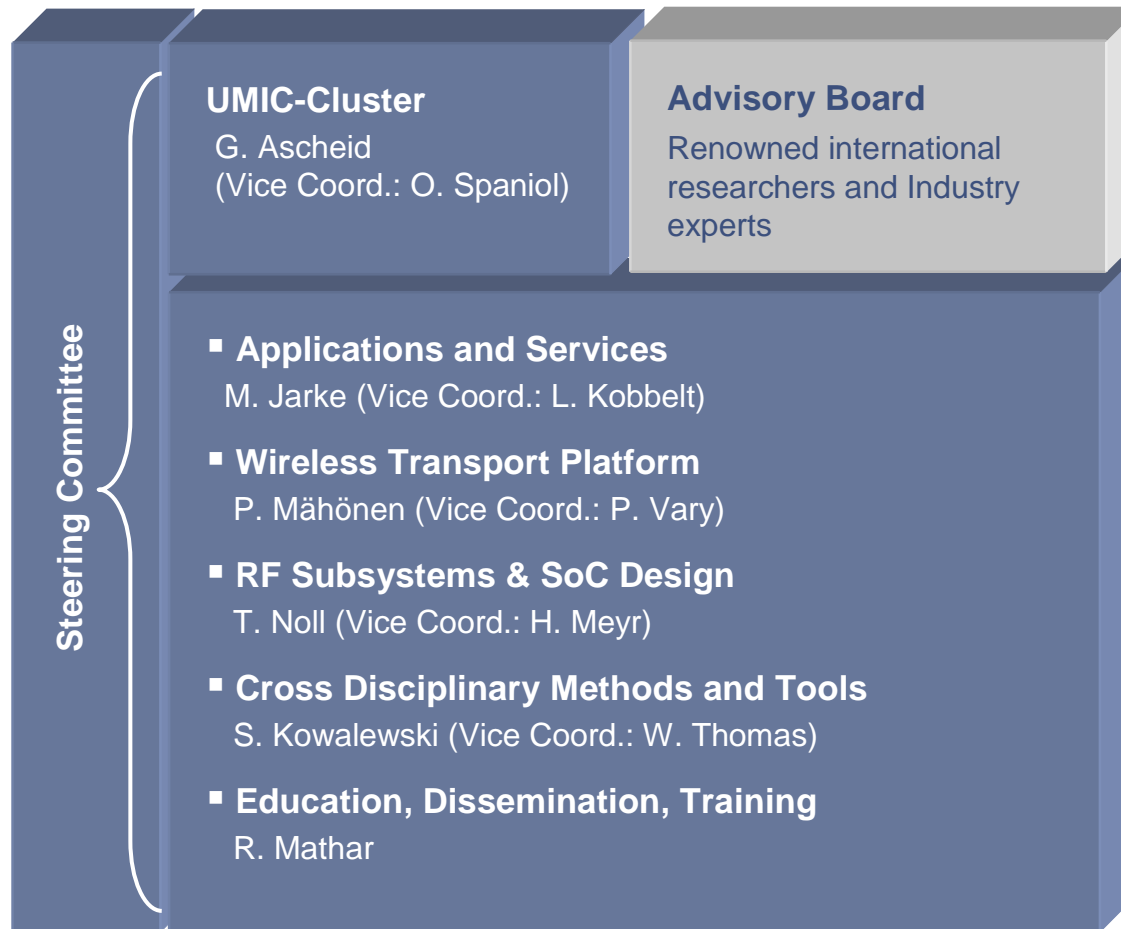 Steering Committee
UMIC-Cluster
G. Ascheid
(Vice Coord.: O. Spaniol)
Advisory Board
Renowned international
researchers and Industry
experts
▪ Applications and Services
M. Jarke (Vice Coord.: L. Kobbelt)
▪ Wireless Transport Platform
P. Mähönen (Vice Coord.: P. Vary)
▪ RF Subsystems & SoC Design
T. Noll (Vice Coord.: H. Meyr)
▪ Cross Disciplinary Methods and Tools
S. Kowalewski (Vice Coord.: W. Thomas)
▪ Education, Dissemination, Training
R. Mathar